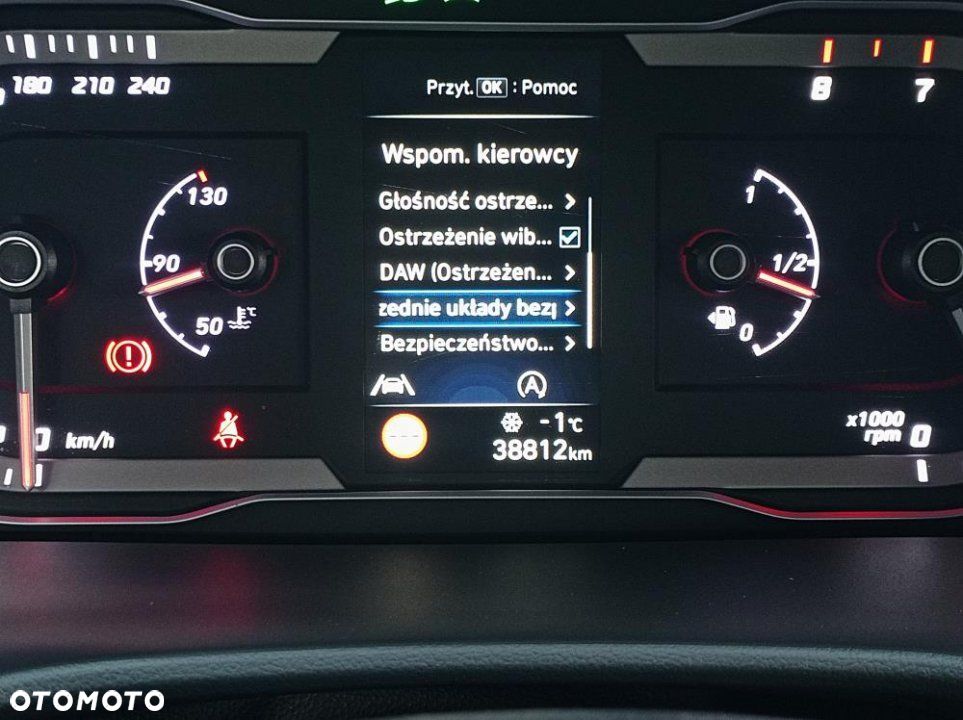 180 210 240
Przyt. OK : Pomoc
8 7
Wspom. kierowcy
Głośność ostrze... >
Ostrzeżenie wib...
DAW (Ostrzeżen... >
zednie układy bezp >
Bezpieczeństwo... >
130
90
50 °C
1
1/2
0
A
km/h
-1°C
38812km
x1000
rpm 0
OTOMOTO